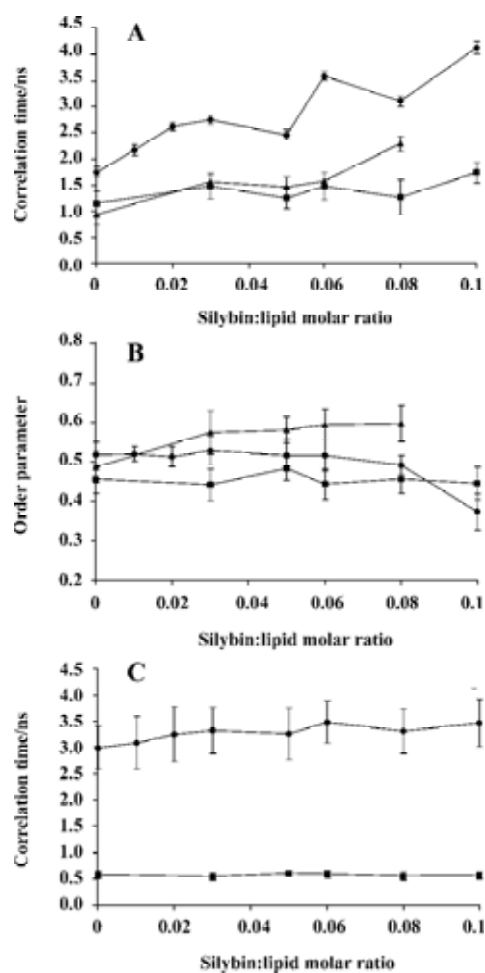 A
Correlation time/ns
4.5
4.0
3.5
3.0
2.5
2.0
1.5
1.0
0.5
0.0
0 0.02 0.04 0.06 0.08 0.1
Silybin:lipid molar ratio
B
Order parameter
0.8
0.7
0.6
0.5
0.4
0.3
0.2
0 0.02 0.04 0.06 0.08 0.1
Silybin:lipid molar ratio
C
Correlation time/ns
4.5
4.0
3.5
3.0
2.5
2.0
1.5
1.0
0.5
0.0
0 0.02 0.04 0.06 0.08 0.1
Silybin:lipid molar ratio